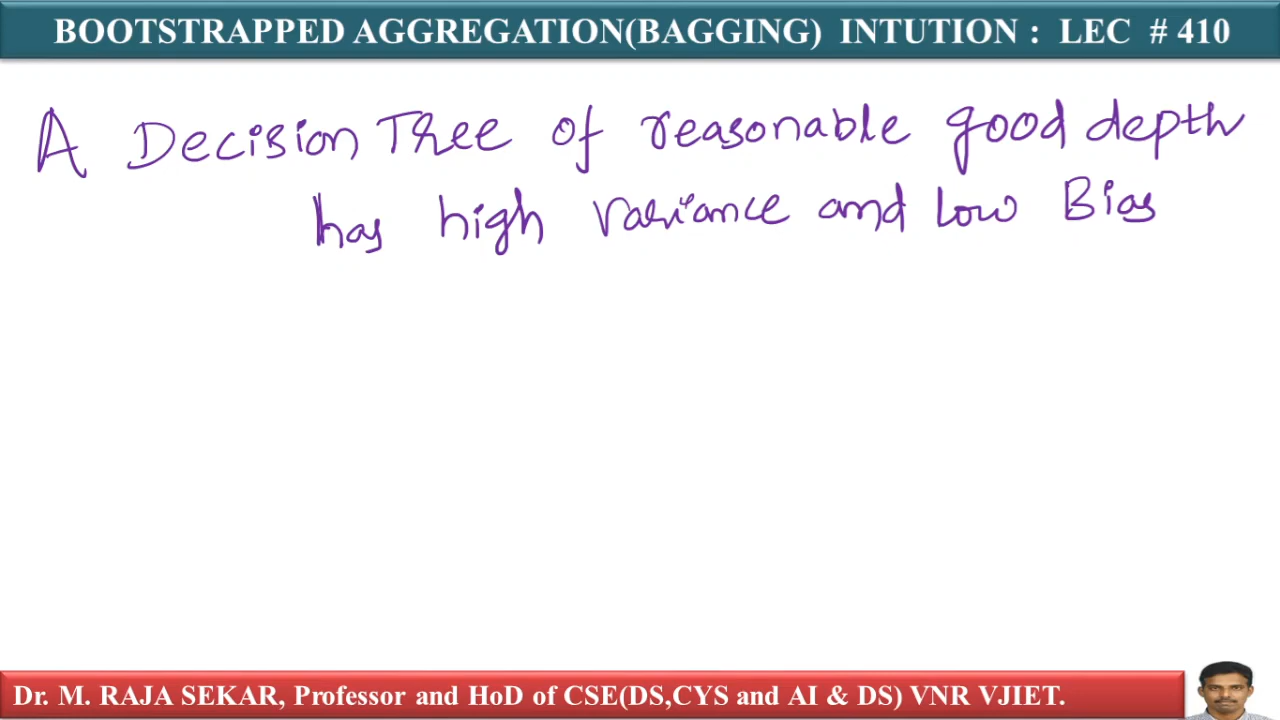 BOOTSTRAPPED AGGREGATION(BAGGING) INTUTION : LEC # 410
A Decision Tree of reasonable good depth
has high variance and low Bias
Dr. M. RAJA SEKAR, Professor and HoD of CSE(DS,CYS and AI & DS) VNR VJIET.